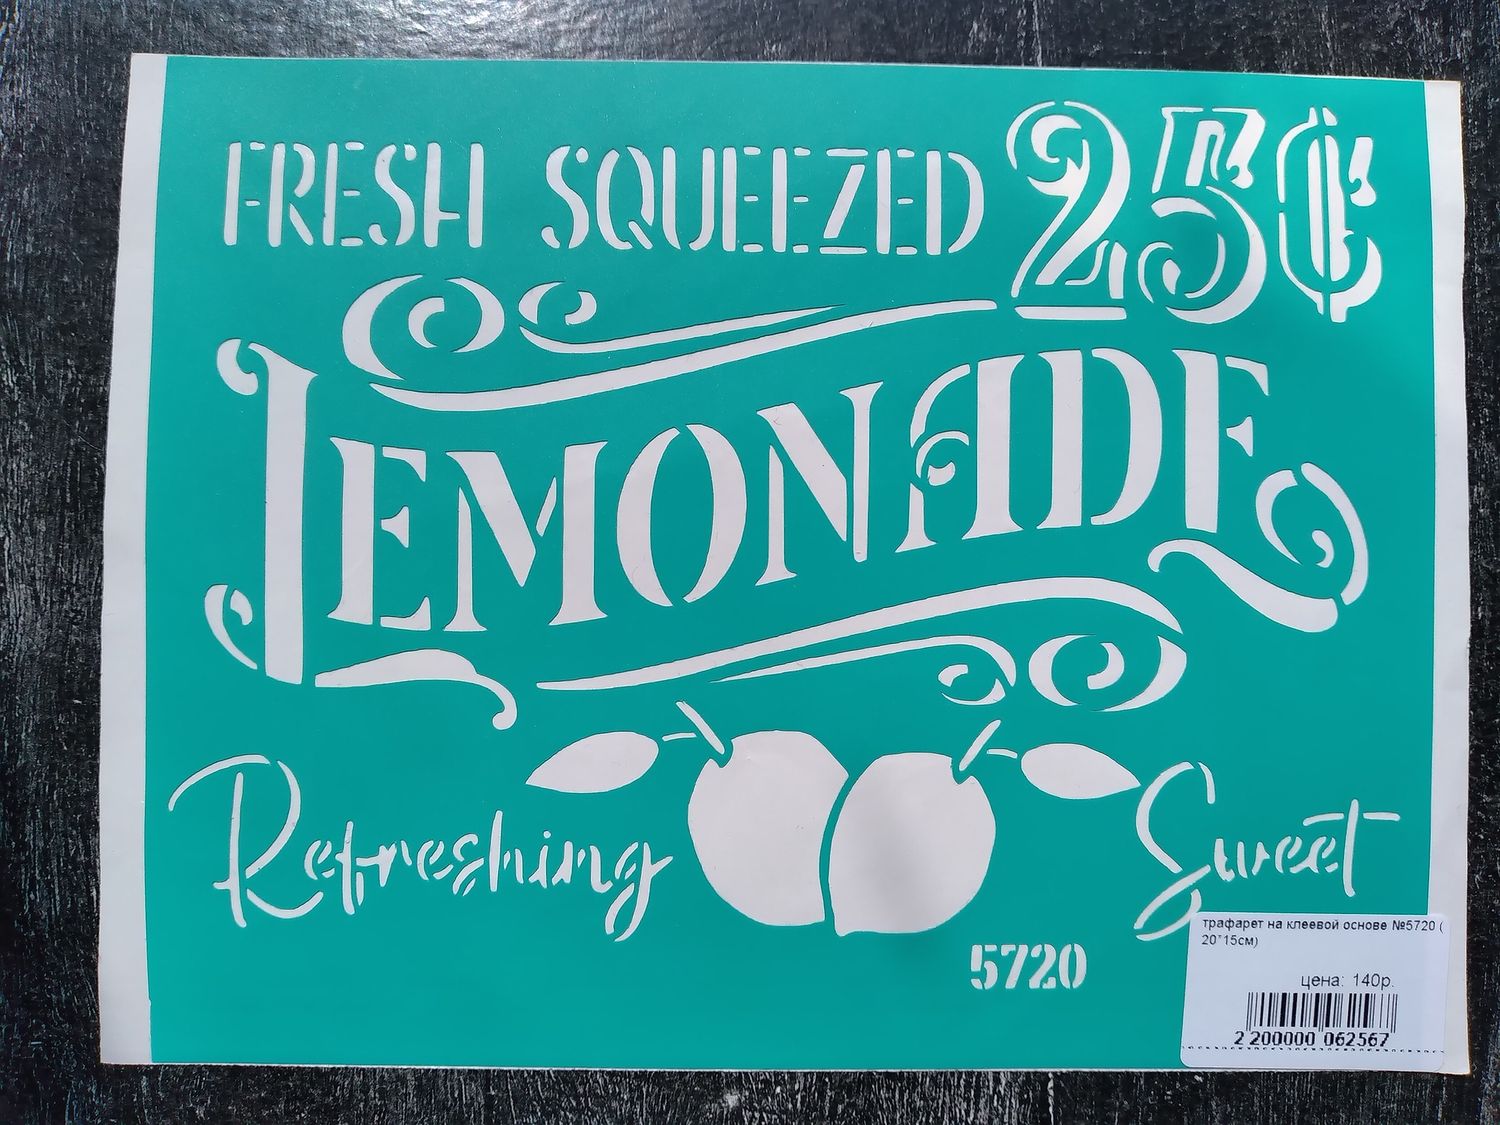 FRESH SQUEEZED 25¢
LEMONADE
Refreshing
Sweet
5720
трафарет на клеевой основе №5720 (
20*15см)
цена: 140р.
2 200000 062567